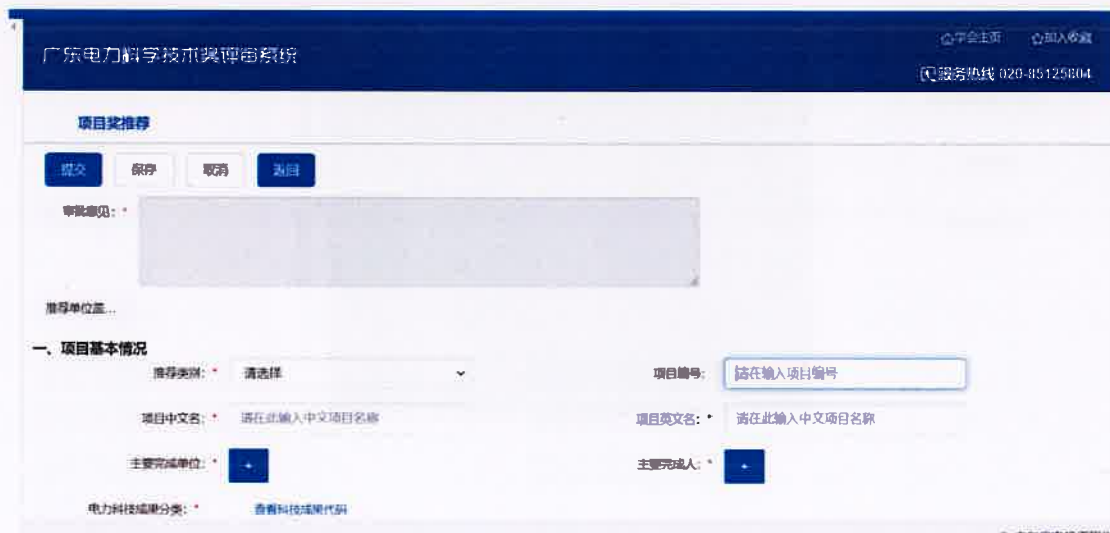 学会主页 加入收藏
广东电力科学技术奖评审系统
服务热线 020-85125804
项目奖推荐
提交 保存 取消 返回
审批意见: *
推荐单位盖...
一、项目基本情况
推荐类别: * 请选择 项目编号: 请在输入项目编号
项目中文名: * 请在此输入中文项目名称 项目英文名: * 请在此输入中文项目名称
主要完成单位: * + 主要完成人: * +
电力科技成果分类: * 查看科技成果代码